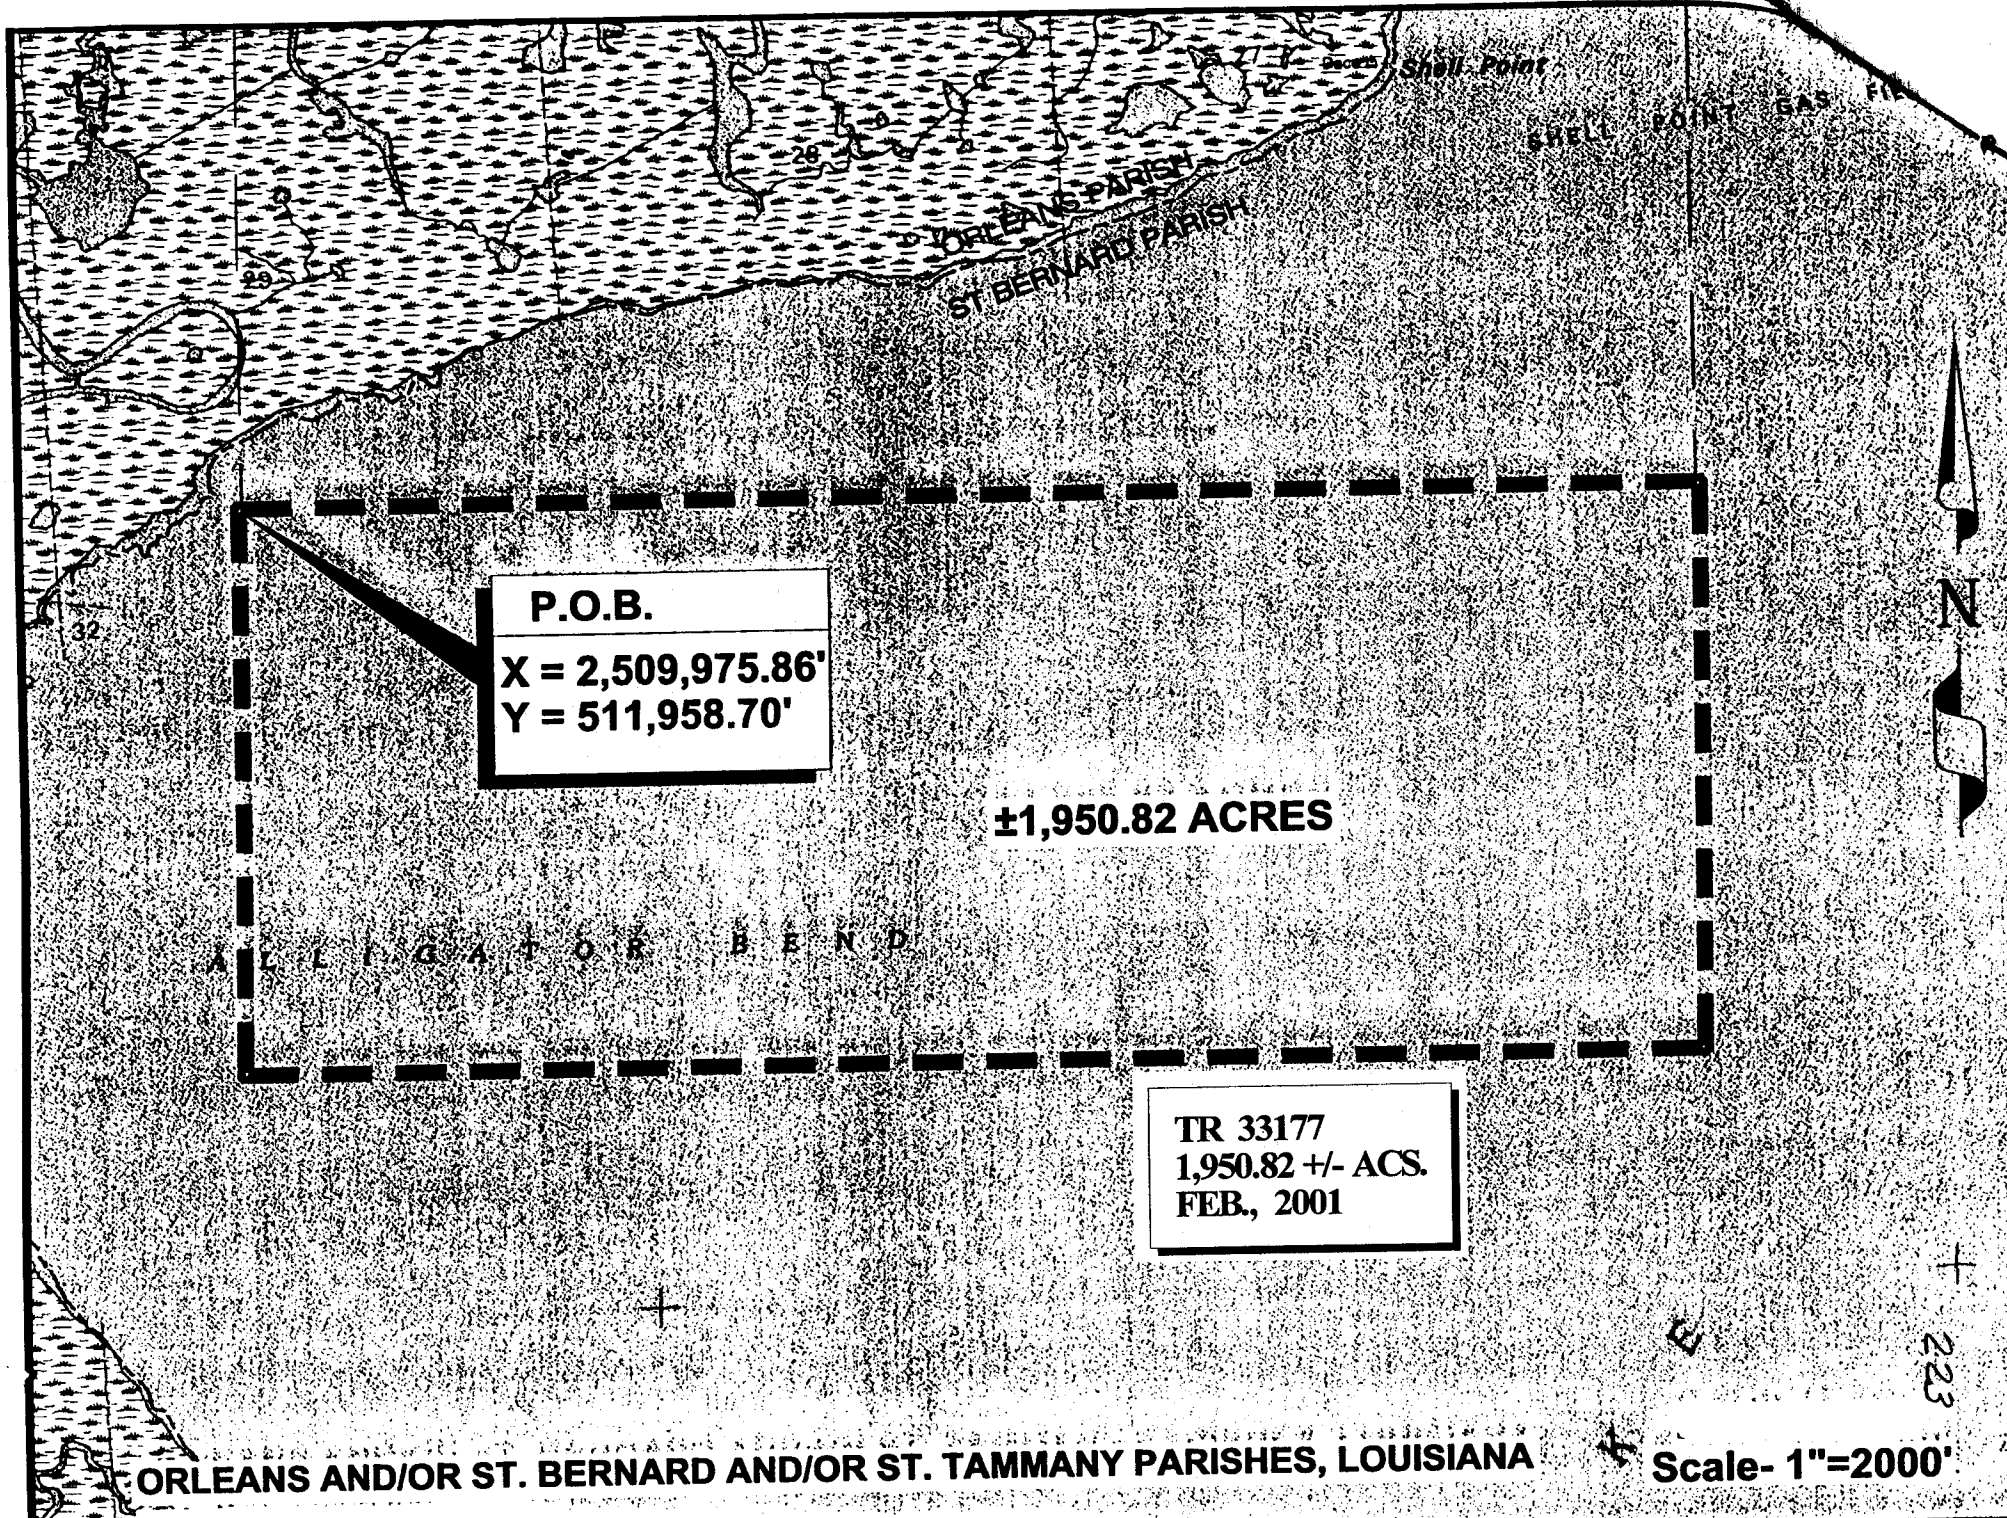 27
Shell Point
SHELL POINT GAS
28
ORLEANS PARISH
ST BERNARD PARISH
29
P.O.B.
X = 2,509,975.86'
Y = 511,958.70'
32
N
±1,950.82 ACRES
ALLIGATOR BEND
TR 33177
1,950.82 +/- ACS.
FEB., 2001
E
223
ORLEANS AND/OR ST. BERNARD AND/OR ST. TAMMANY PARISHES, LOUISIANA
Scale- 1"=2000'